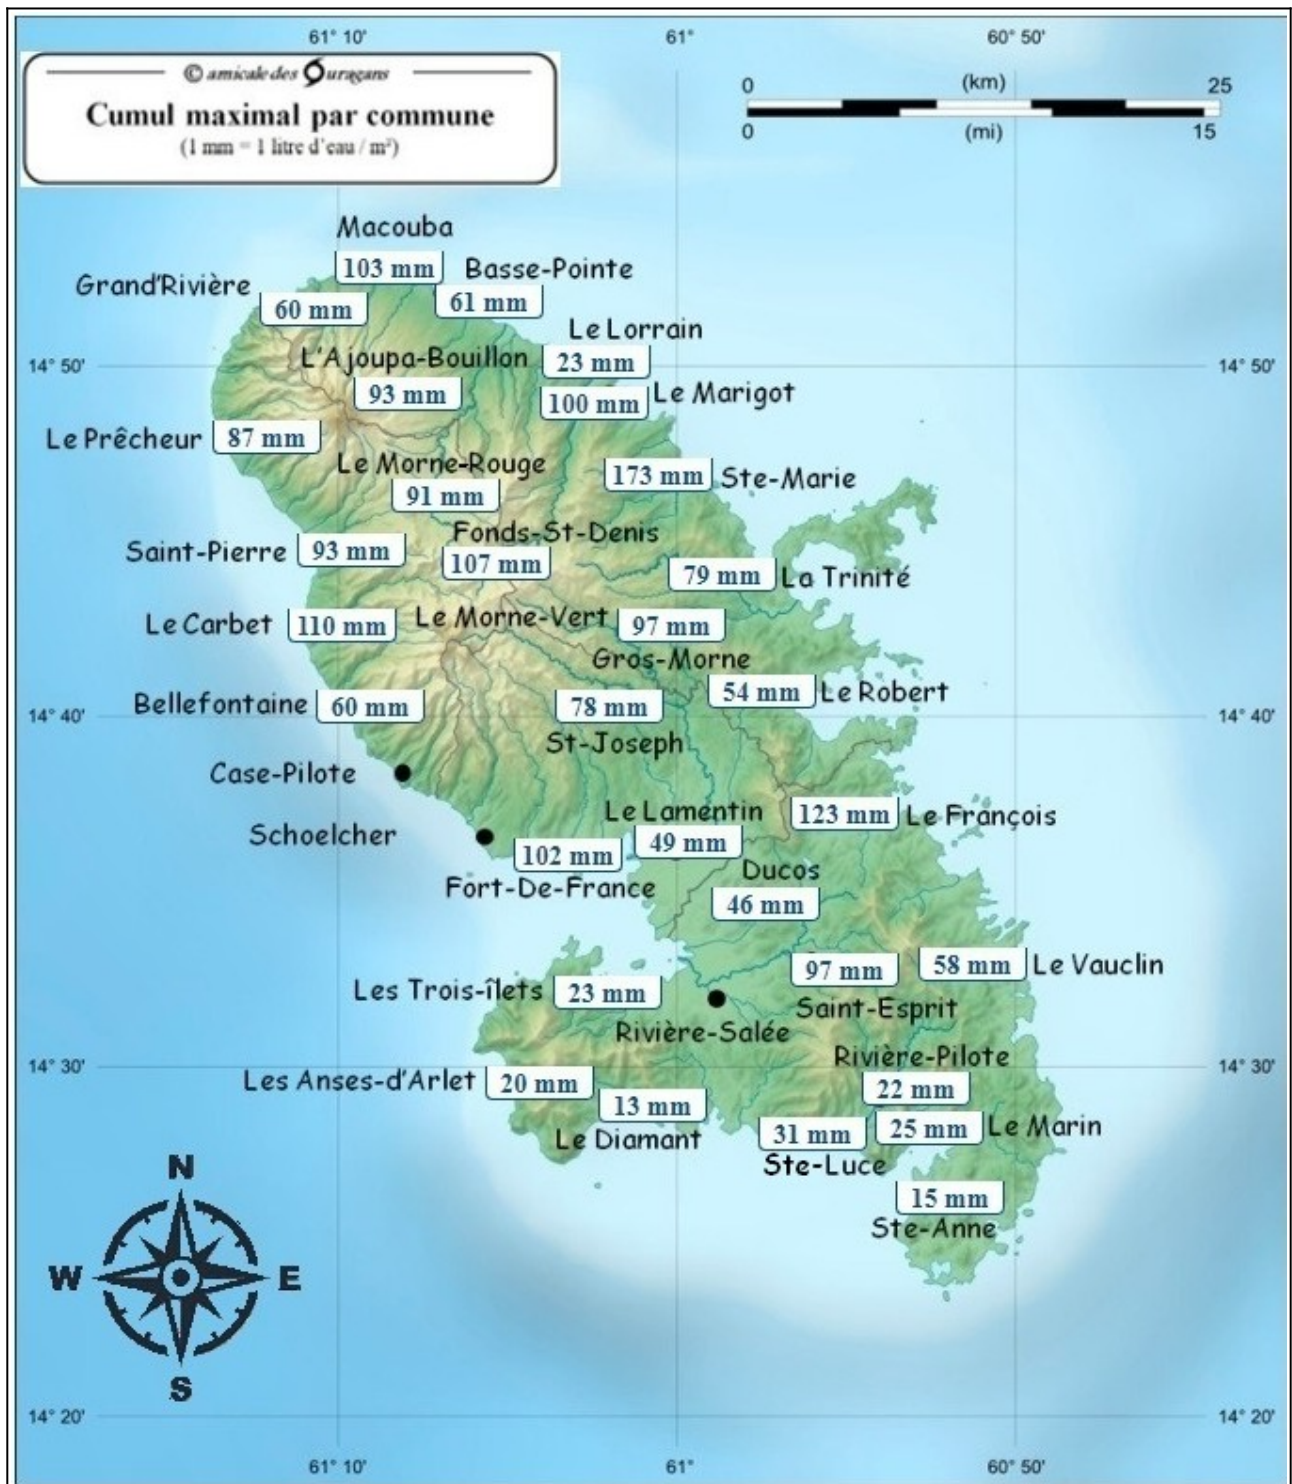 61° 10'
61°
60° 50'
© amicale des Ouragans
Cumul maximal par commune
(1 mm = 1 litre d'eau / m²)
0 (km) 25
0 (mi) 15
Macouba
103 mm
Basse-Pointe
61 mm
Grand'Rivière
60 mm
Le Lorrain
23 mm
14° 50'
L'Ajoupa-Bouillon
93 mm
14° 50'
100 mm
Le Marigot
Le Prêcheur
87 mm
Le Morne-Rouge
91 mm
173 mm
Ste-Marie
Fonds-St-Denis
107 mm
Saint-Pierre
93 mm
79 mm
La Trinité
Le Carbet
110 mm
Le Morne-Vert
97 mm
Gros-Morne
54 mm
Le Robert
Bellefontaine
60 mm
78 mm
St-Joseph
14° 40'
14° 40'
Case-Pilote
Le Lamentin
49 mm
123 mm
Le François
Schoelcher
102 mm
Fort-De-France
Ducos
46 mm
97 mm
Saint-Esprit
58 mm
Le Vauclin
Les Trois-îlets
23 mm
Rivière-Salée
Rivière-Pilote
22 mm
14° 30'
14° 30'
Les Anses-d'Arlet
20 mm
13 mm
Le Diamant
31 mm
Ste-Luce
25 mm
Le Marin
15 mm
Ste-Anne
N
W
E
S
14° 20'
14° 20'
61° 10'
61°
60° 50'